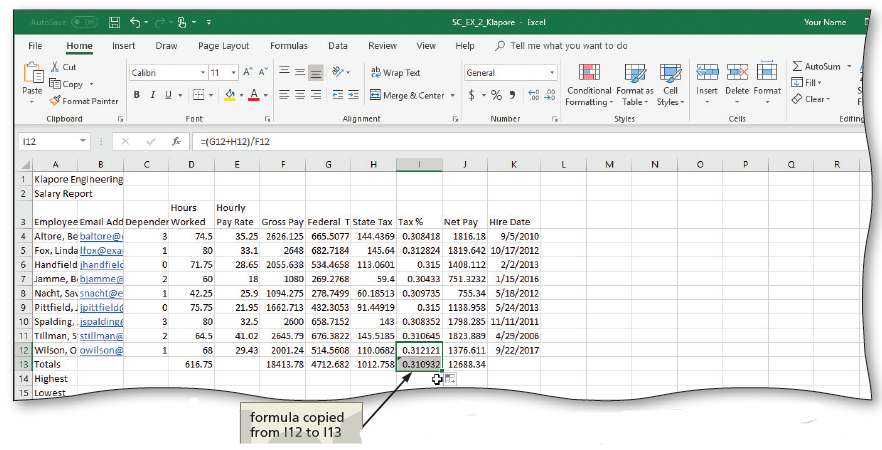 AutoSave Off SC_EX_2_Klapore - Excel Your Name
File Home Insert Draw Page Layout Formulas Data Review View Help Tell me what you want to do
Cut Calibri 11 A A Wrap Text General AutoSum
Paste Copy Fill
Format Painter B I U A Merge & Center $ % 9 Conditional Formatting Format as Table Cell Styles Insert Delete Format Clear
Clipboard Font Alignment Number Styles Cells Editing
I12 fx =(G12+H12)/F12
A B C D E F G H I J K L M N O P Q R
1 Klapore Engineering
2 Salary Report
Hours Hourly
3 Employee Email Add Depender Worked Pay Rate Gross Pay Federal T State Tax Tax % Net Pay Hire Date
4 Altore, Be baltore@ 3 74.5 35.25 2626.125 665.5077 144.4369 0.308418 1816.18 9/5/2010
5 Fox, Linda lfox@exa 1 80 33.1 2648 682.7184 145.64 0.312824 1819.642 10/17/2012
6 Handfield jhandfield 0 71.75 28.65 2055.638 534.4658 113.0601 0.315 1408.112 2/2/2013
7 Jamme, B bjamme@ 2 60 18 1080 269.2768 59.4 0.30433 751.3232 1/15/2016
8 Nacht, Sav snacht@e 1 42.25 25.9 1094.275 278.7499 60.18513 0.309735 755.34 5/18/2012
9 Pittfield, J jpittfield 0 75.75 21.95 1662.713 432.3053 91.44919 0.315 1138.958 5/24/2013
10 Spalding, jspalding 3 80 32.5 2600 658.7152 143 0.308352 1798.285 11/11/2011
11 Tillman, S stillman@ 2 64.5 41.02 2645.79 676.3822 145.5185 0.310645 1823.889 4/29/2006
12 Wilson, O owilson@ 1 68 29.43 2001.24 514.5608 110.0682 0.312121 1376.611 9/22/2017
13 Totals 616.75 18413.78 4712.682 1012.758 0.310932 12688.34
14 Highest
15 Lowest
formula copied
from I12 to I13